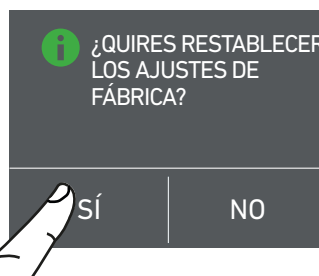 ¿QUIRES RESTABLECER
LOS AJUSTES DE
FÁBRICA?
SÍ
NO